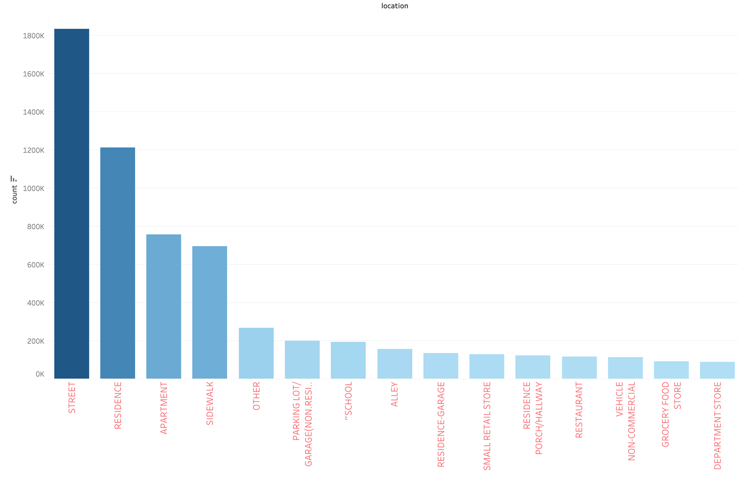 location
1800K
1600K
1400K
1200K
1000K
800K
600K
400K
200K
0K
count
STREET
RESIDENCE
APARTMENT
SIDEWALK
OTHER
PARKING LOT/
GARAGE(NON.RESI..
"SCHOOL
ALLEY
RESIDENCE-GARAGE
SMALL RETAIL STORE
RESIDENCE
PORCH/HALLWAY
RESTAURANT
VEHICLE
NON-COMMERCIAL
GROCERY FOOD
STORE
DEPARTMENT STORE